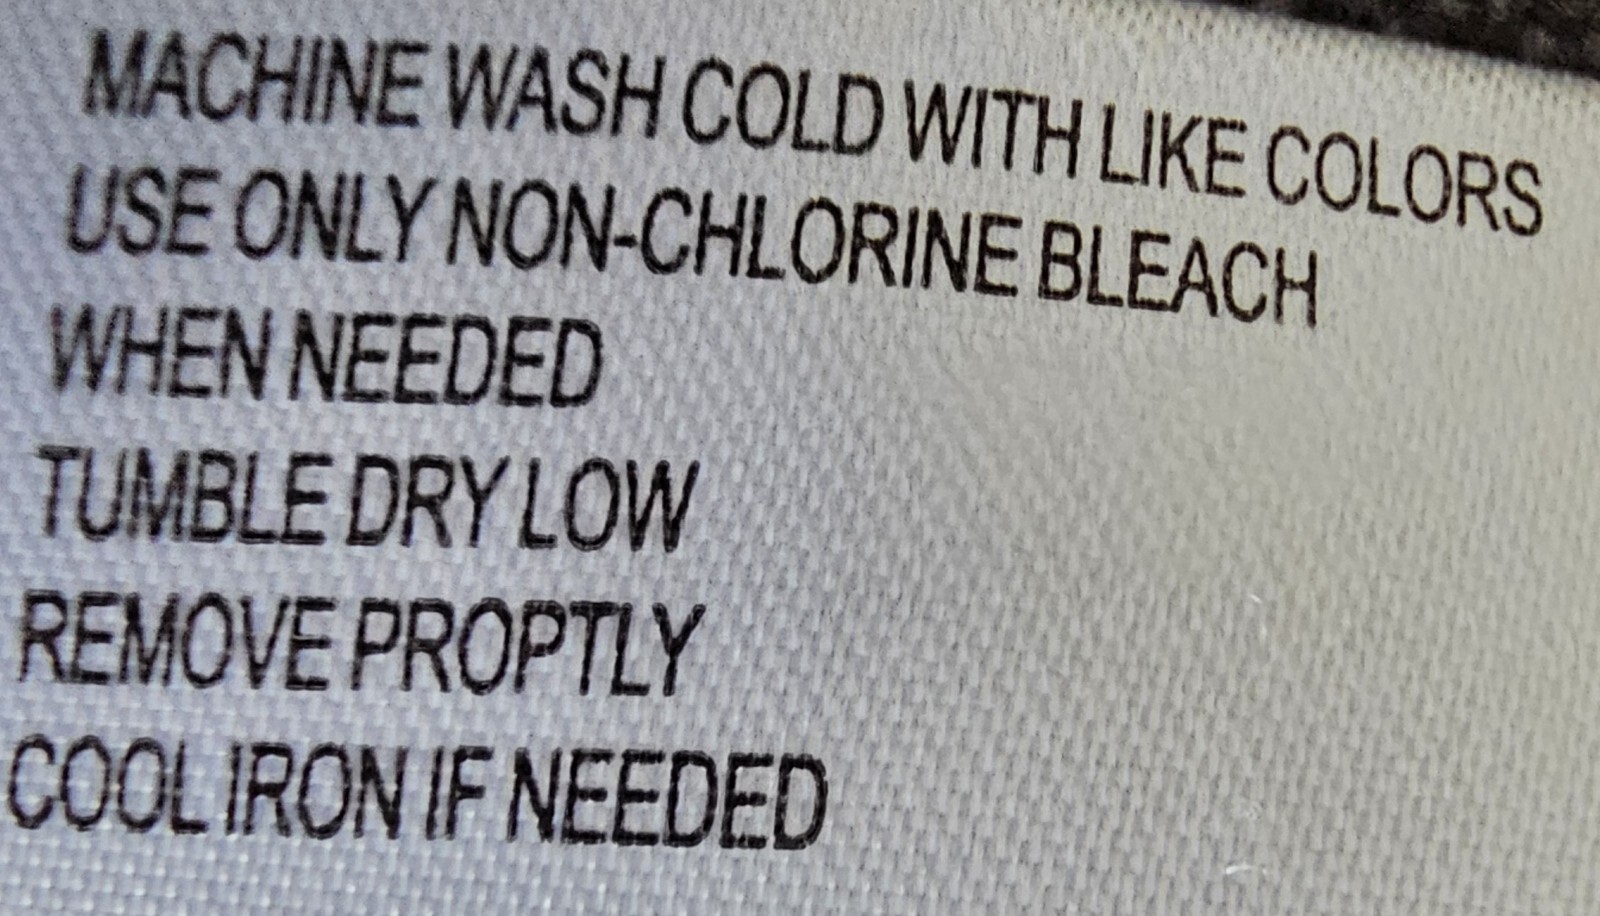 MACHINE WASH COLD WITH LIKE COLORS
USE ONLY NON-CHLORINE BLEACH
WHEN NEEDED
TUMBLE DRY LOW
REMOVE PROPTLY
COOL IRON IF NEEDED